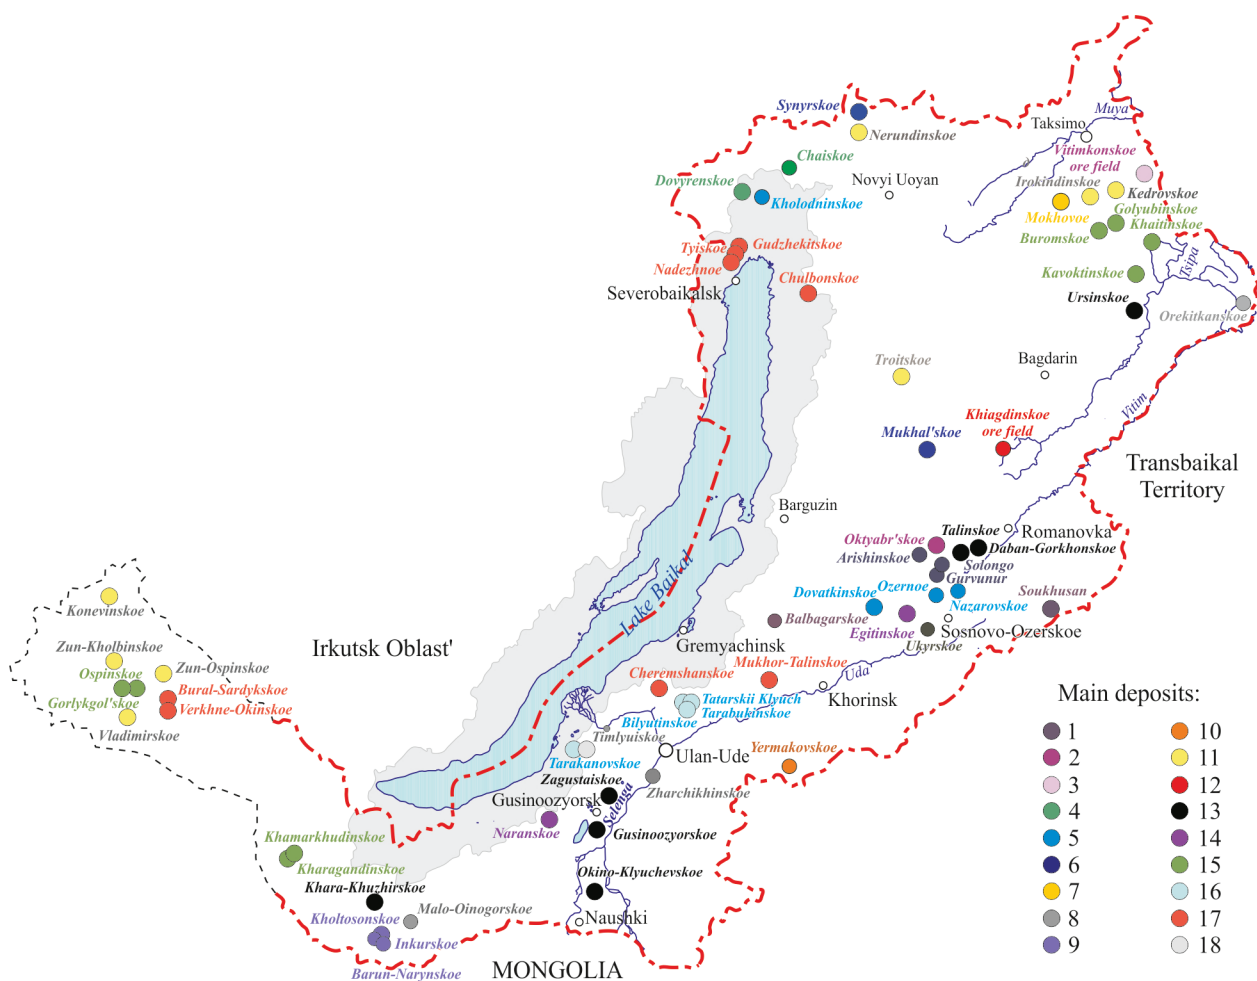 Synyrskoe
Nerundinskoe
Muya
Taksimo
Vitimkonskoe
ore field
Chaiskoe
Dovyrenskoe
Kholodninskoe
Novyi Uoyan
Irokindinskoe
Kedrovskoe
Mokhovoe
Golyubinskoe
Buromskoe
Khaitinskoe
Tyiskoe
Gudzhekitskoe
Nadezhnoe
Severobaikalsk
Chulbonskoe
Kavoktinskoe
Tsipa
Ursinskoe
Orekitkanskoe
Troitskoe
Bagdarin
Vitim
Mukhal'skoe
Khiagdinskoe
ore field
Transbaikal
Territory
Barguzin
Talinskoe
Romanovka
Oktyabr'skoe
Daban-Gorkhonskoe
Arishinskoe
Solongo
Gurvunur
Ozernoe
Soukhusan
Dovatkinskoe
Nazarovskoe
Balbagarskoe
Egitinskoe
Sosnovo-Ozerskoe
Ukyrskoe
Lake Baikal
Gremyachinsk
Konevinskoe
Irkutsk Oblast'
Zun-Kholbinskoe
Zun-Ospinskoe
Ospinskoe
Bural-Sardykskoe
Gorlykgol'skoe
Verkhne-Okinskoe
Vladimirskoe
Cheremshanskoe
Mukhor-Talinskoe
Uda
Khorinsk
Tatarskii Klyuch
Tarabukinskoe
Bilyutinskoe
Timlyuiskoe
Tarakanovskoe
Ulan-Ude
Yermakovskoe
Zagustaiskoe
Zharchikhinskoe
Gusinoozyorsk
Selenga
Naranskoe
Gusinoozyorskoe
Khamarkhudinskoe
Kharagandinskoe
Khara-Khuzhirskoe
Okino-Klyuchevskoe
Kholtosonskoe
Malo-Oinogorskoe
Inkurskoe
Naushki
Barun-Narynskoe
MONGOLIA
Main deposits:
1
2
3
4
5
6
7
8
9
10
11
12
13
14
15
16
17
18